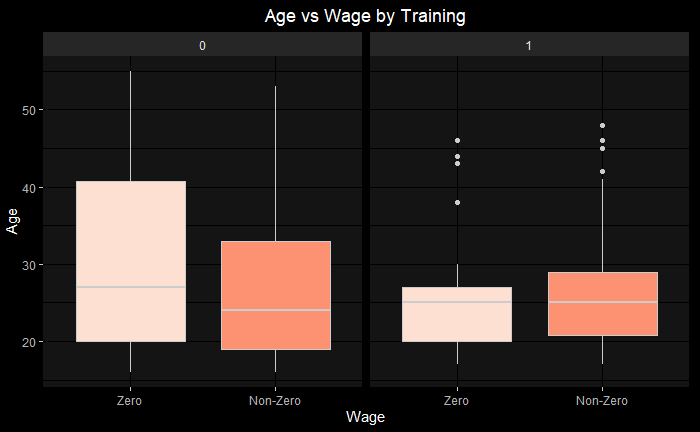 Age vs Wage by Training
0
1
Age
50
40
30
20
Zero
Non-Zero
Zero
Non-Zero
Wage